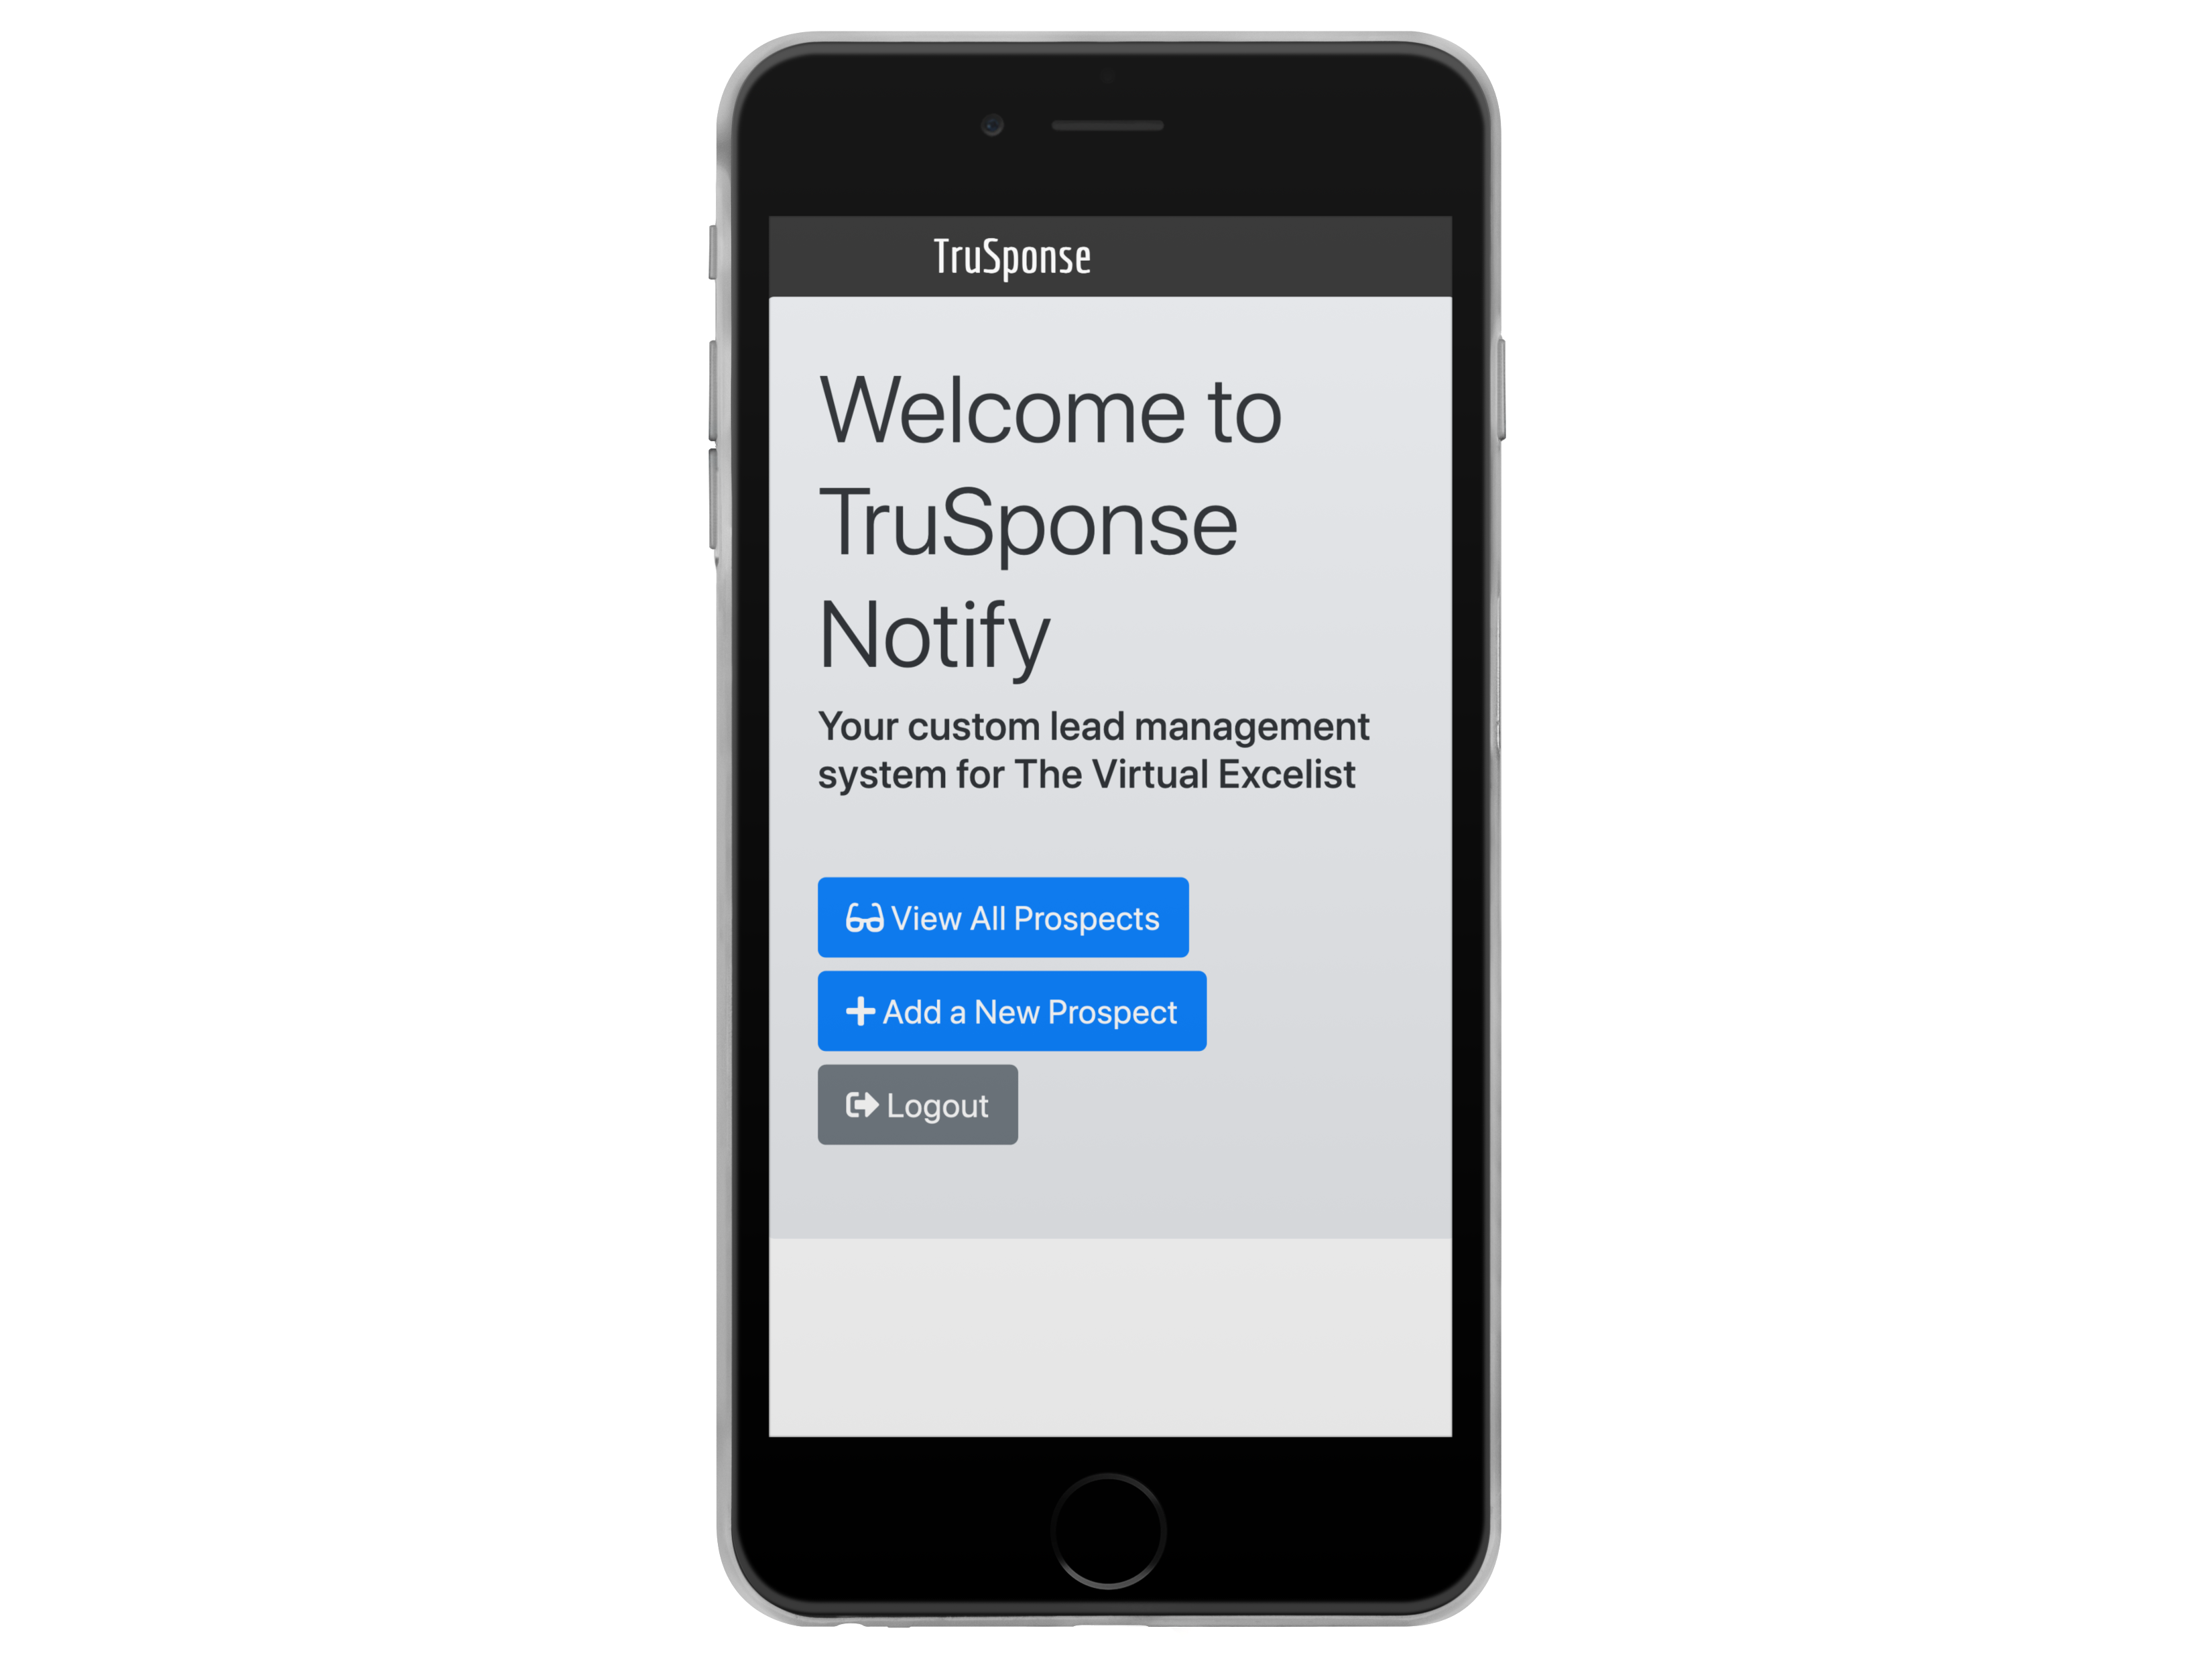 TruSponse
Welcome to
TruSponse
Notify
Your custom lead management
system for The Virtual Excelist
View All Prospects
Add a New Prospect
Logout